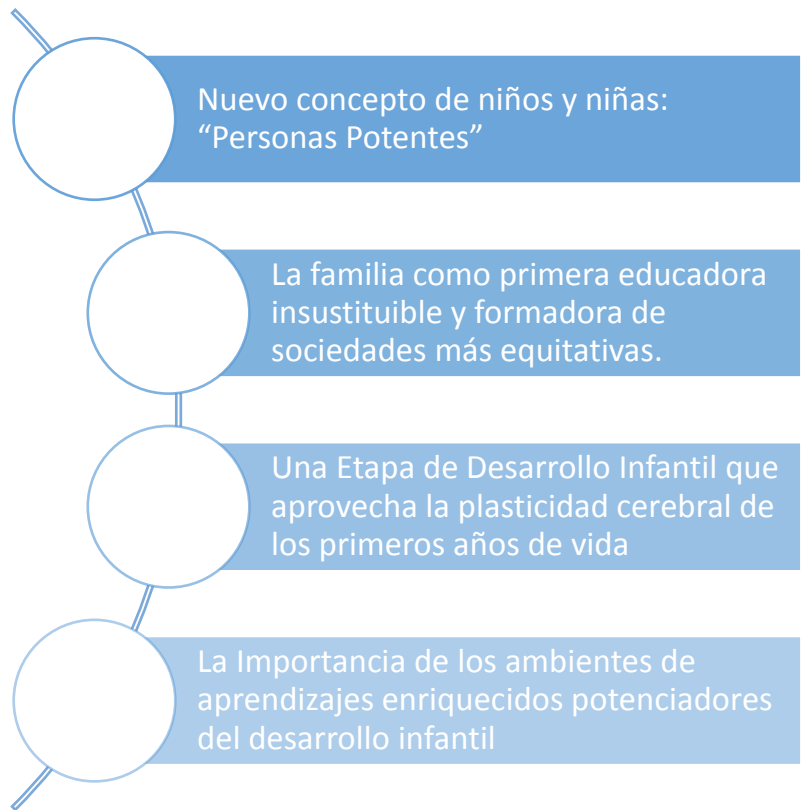 Nuevo concepto de niños y niñas:
“Personas Potentes”
La familia como primera educadora
insustituible y formadora de
sociedades más equitativas.
Una Etapa de Desarrollo Infantil que
aprovecha la plasticidad cerebral de
los primeros años de vida
La Importancia de los ambientes de
aprendizajes enriquecidos potenciadores
del desarrollo infantil